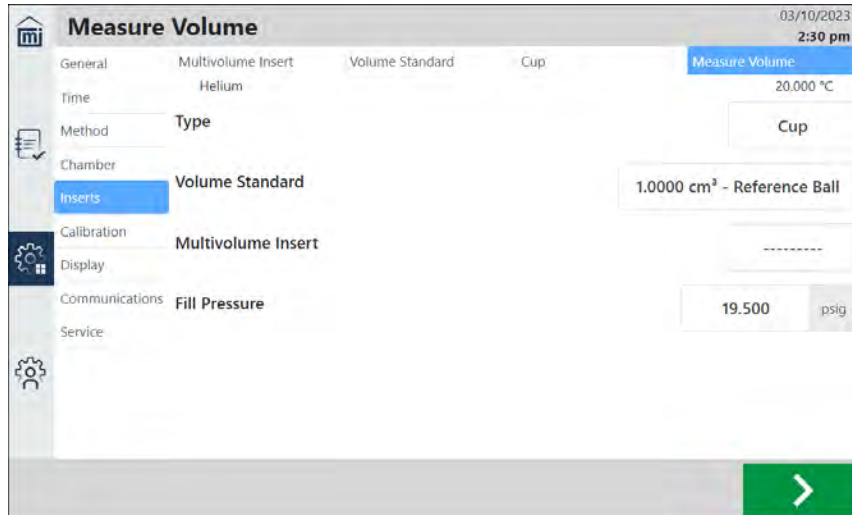 03/10/2023
Measure Volume
2:30 pm
mi
General
Multivolume Insert
Volume Standard
Cup
Measure Volume
Helium
20.000 °C
Time
Type
Cup
Method
Chamber
Volume Standard
1.0000 cm³ - Reference Ball
Inserts
Calibration
Multivolume Insert
---------
Display
Communications
Fill Pressure
19.500 psig
Service